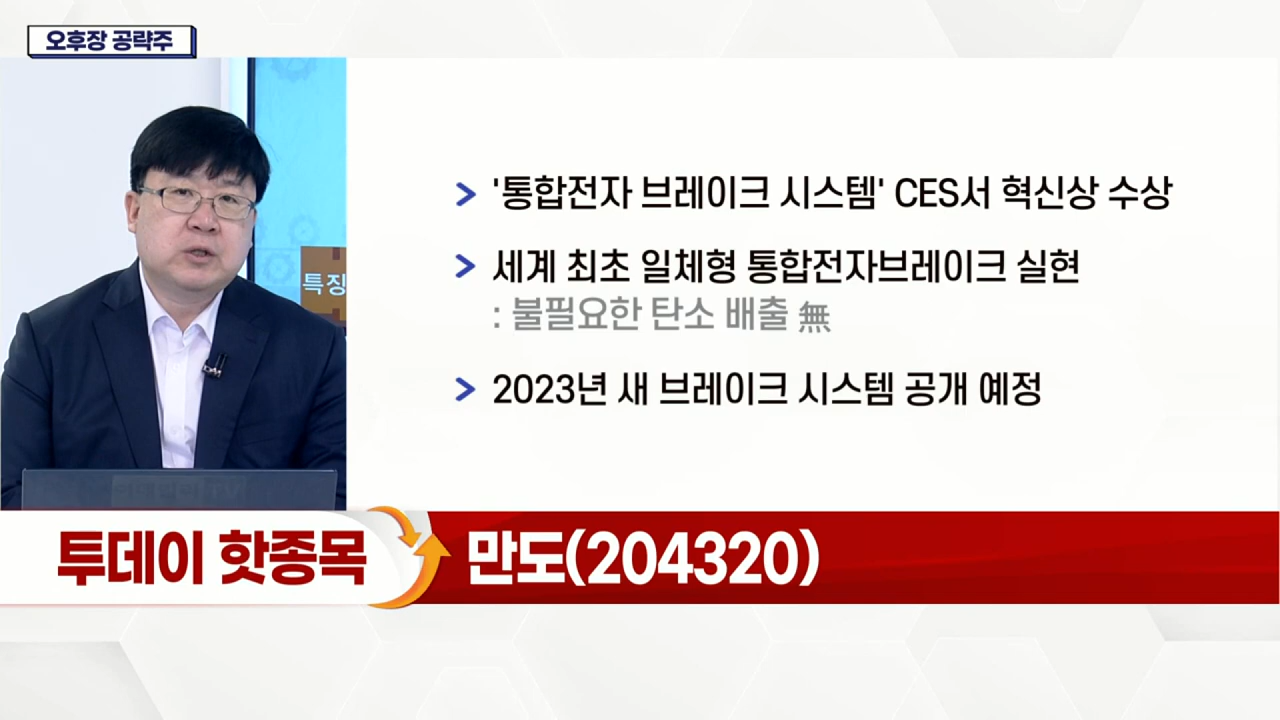 오후장 공략주
특징
'통합전자 브레이크 시스템' CES서 혁신상 수상
세계 최초 일체형 통합전자브레이크 실현
: 불필요한 탄소 배출 無
2023년 새 브레이크 시스템 공개 예정
투데이 핫종목
만도(204320)